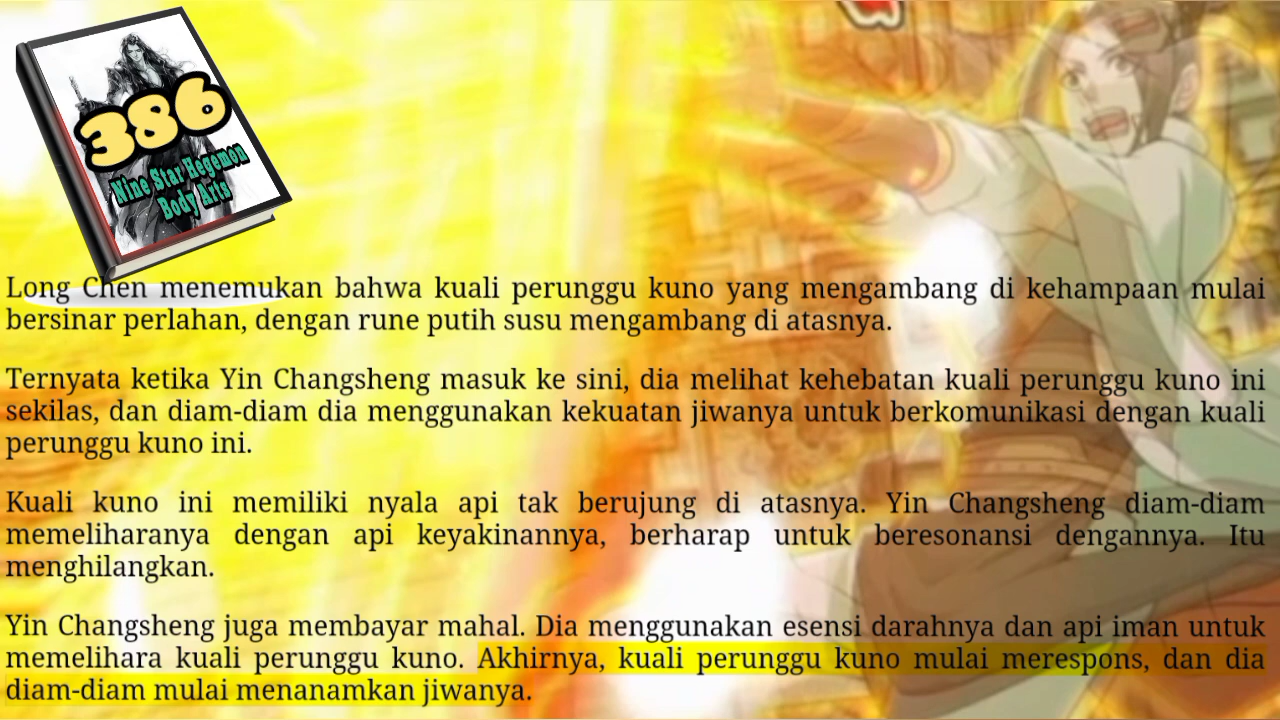 386
Nine Star Hegemon
Body Arts
Long Chen menemukan bahwa kuali perunggu kuno yang mengambang di kehampaan mulai
bersinar perlahan, dengan rune putih susu mengambang di atasnya.
Ternyata ketika Yin Changsheng masuk ke sini, dia melihat kehebatan kuali perunggu kuno ini
sekilas, dan diam-diam dia menggunakan kekuatan jiwanya untuk berkomunikasi dengan kuali
perunggu kuno ini.
Kuali kuno ini memiliki nyala api tak berujung di atasnya. Yin Changsheng diam-diam
memeliharanya dengan api keyakinannya, berharap untuk beresonansi dengannya. Itu
menghilangkan.
Yin Changsheng juga membayar mahal. Dia menggunakan esensi darahnya dan api iman untuk
memelihara kuali perunggu kuno. Akhirnya, kuali perunggu kuno mulai merespons, dan dia
diam-diam mulai menanamkan jiwanya.